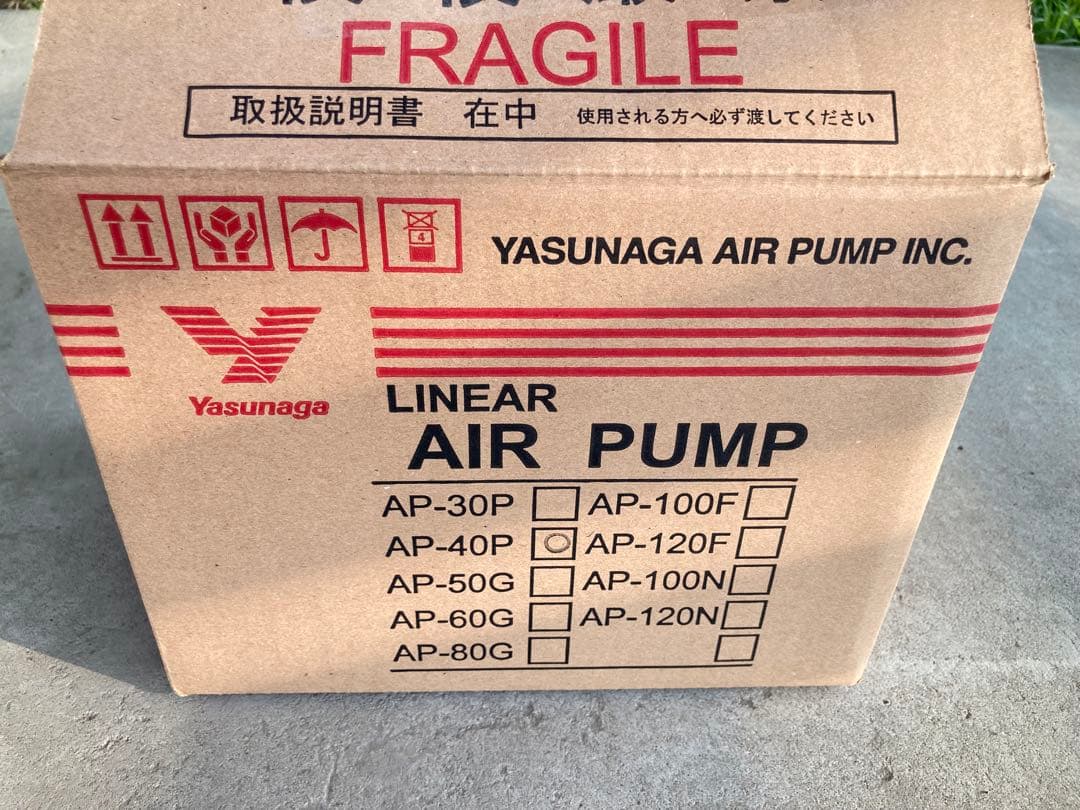 FRAGILE
取扱説明書 在中 使用される方へ必ず渡してください
4
YASUNAGA AIR PUMP INC.
Yasunaga
LINEAR
AIR PUMP
AP-30P AP-100F
AP-40P AP-120F
AP-50G AP-100N
AP-60G AP-120N
AP-80G